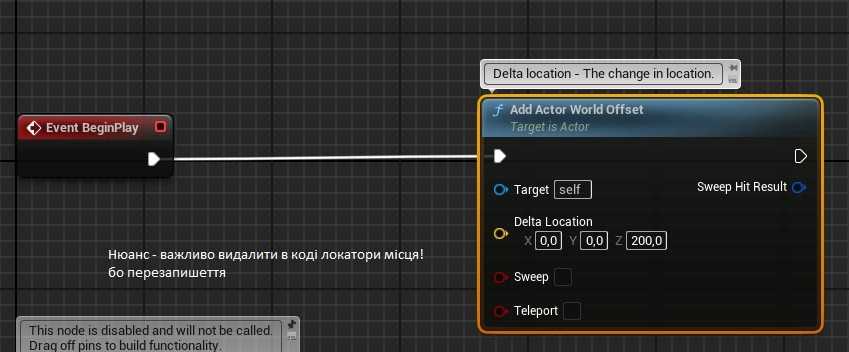 Delta location - The change in location.
Event BeginPlay
f Add Actor World Offset
Target is Actor
Target self
Sweep Hit Result
Delta Location
X 0,0 Y 0,0 Z 200,0
Нюанс - важливо видалити в коді локатори місця!
бо перезапишеття
Sweep
Teleport
This node is disabled and will not be called.
Drag off pins to build functionality.